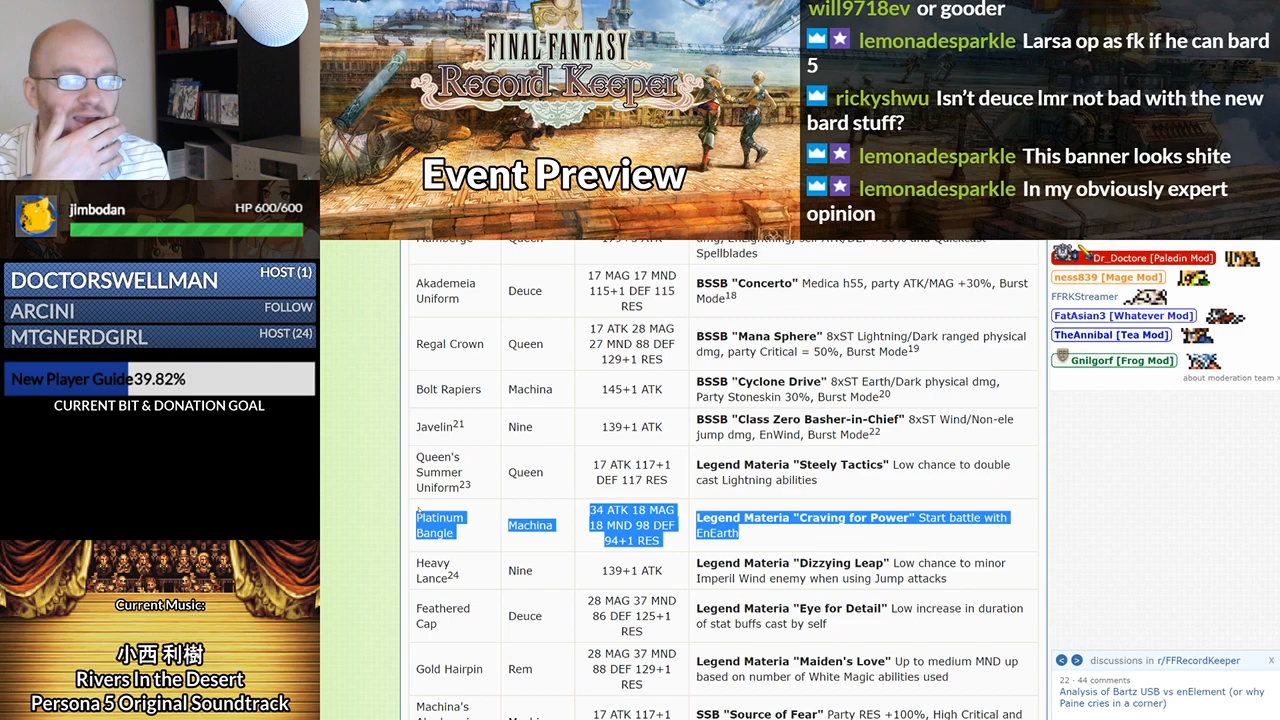 FINAL FANTASY
Record Keeper
Event Preview
will9718ev or gooder
lemonadesparkle Larsa op as fk if he can bard
5
rickyshwu Isn't deuce lmr not bad with the new
bard stuff?
lemonadesparkle This banner looks shite
lemonadesparkle In my obviously expert
opinion
jimbodan HP 600/600
DOCTORSWELLMAN HOST (1)
ARCINI FOLLOW
MTGNERDGIRL HOST (24)
New Player Guide39.82%
CURRENT BIT & DONATION GOAL
Current Music:
小西 利樹
Rivers In the Desert
Persona 5 Original Soundtrack
Queen
Spellblades
Akademeia
Uniform
Deuce
17 MAG 17 MND
115+1 DEF 115
RES
BSSB "Concerto" Medica h55, party ATK/MAG +30%, Burst
Mode18
Regal Crown
Queen
17 ATK 28 MAG
27 MND 88 DEF
129+1 RES
BSSB "Mana Sphere" 8xST Lightning/Dark ranged physical
dmg, party Critical = 50%, Burst Mode19
Bolt Rapiers
Machina
145+1 ATK
BSSB "Cyclone Drive" 8xST Earth/Dark physical dmg,
Party Stoneskin 30%, Burst Mode20
Javelin21
Nine
139+1 ATK
BSSB "Class Zero Basher-in-Chief" 8xST Wind/Non-ele
jump dmg, EnWind, Burst Mode22
Queen's
Summer
Uniform23
Queen
17 ATK 117+1
DEF 117 RES
Legend Materia "Steely Tactics" Low chance to double
cast Lightning abilities
Platinum
Bangle
Machina
34 ATK 18 MAG
18 MND 98 DEF
94+1 RES
Legend Materia "Craving for Power" Start battle with
EnEarth
Heavy
Lance24
Nine
139+1 ATK
Legend Materia "Dizzying Leap" Low chance to minor
Imperil Wind enemy when using Jump attacks
Feathered
Cap
Deuce
28 MAG 37 MND
86 DEF 125+1
RES
Legend Materia "Eye for Detail" Low increase in duration
of stat buffs cast by self
Gold Hairpin
Rem
28 MAG 37 MND
88 DEF 129+1
RES
Legend Materia "Maiden's Love" Up to medium MND up
based on number of White Magic abilities used
Machina's
17 ATK 117+1
SSB "Source of Fear" Party RES +100%, High Critical and
Dr_Doctore [Paladin Mod]
ness839 [Mage Mod]
FFRKStreamer
FatAsian3 [Whatever Mod]
TheAnnibal [Tea Mod]
Gnilgorf [Frog Mod]
about moderation team »
< > discussions in r/FFRecordKeeper X
22 · 44 comments
Analysis of Bartz USB vs enElement (or why
Paine cries in a corner)